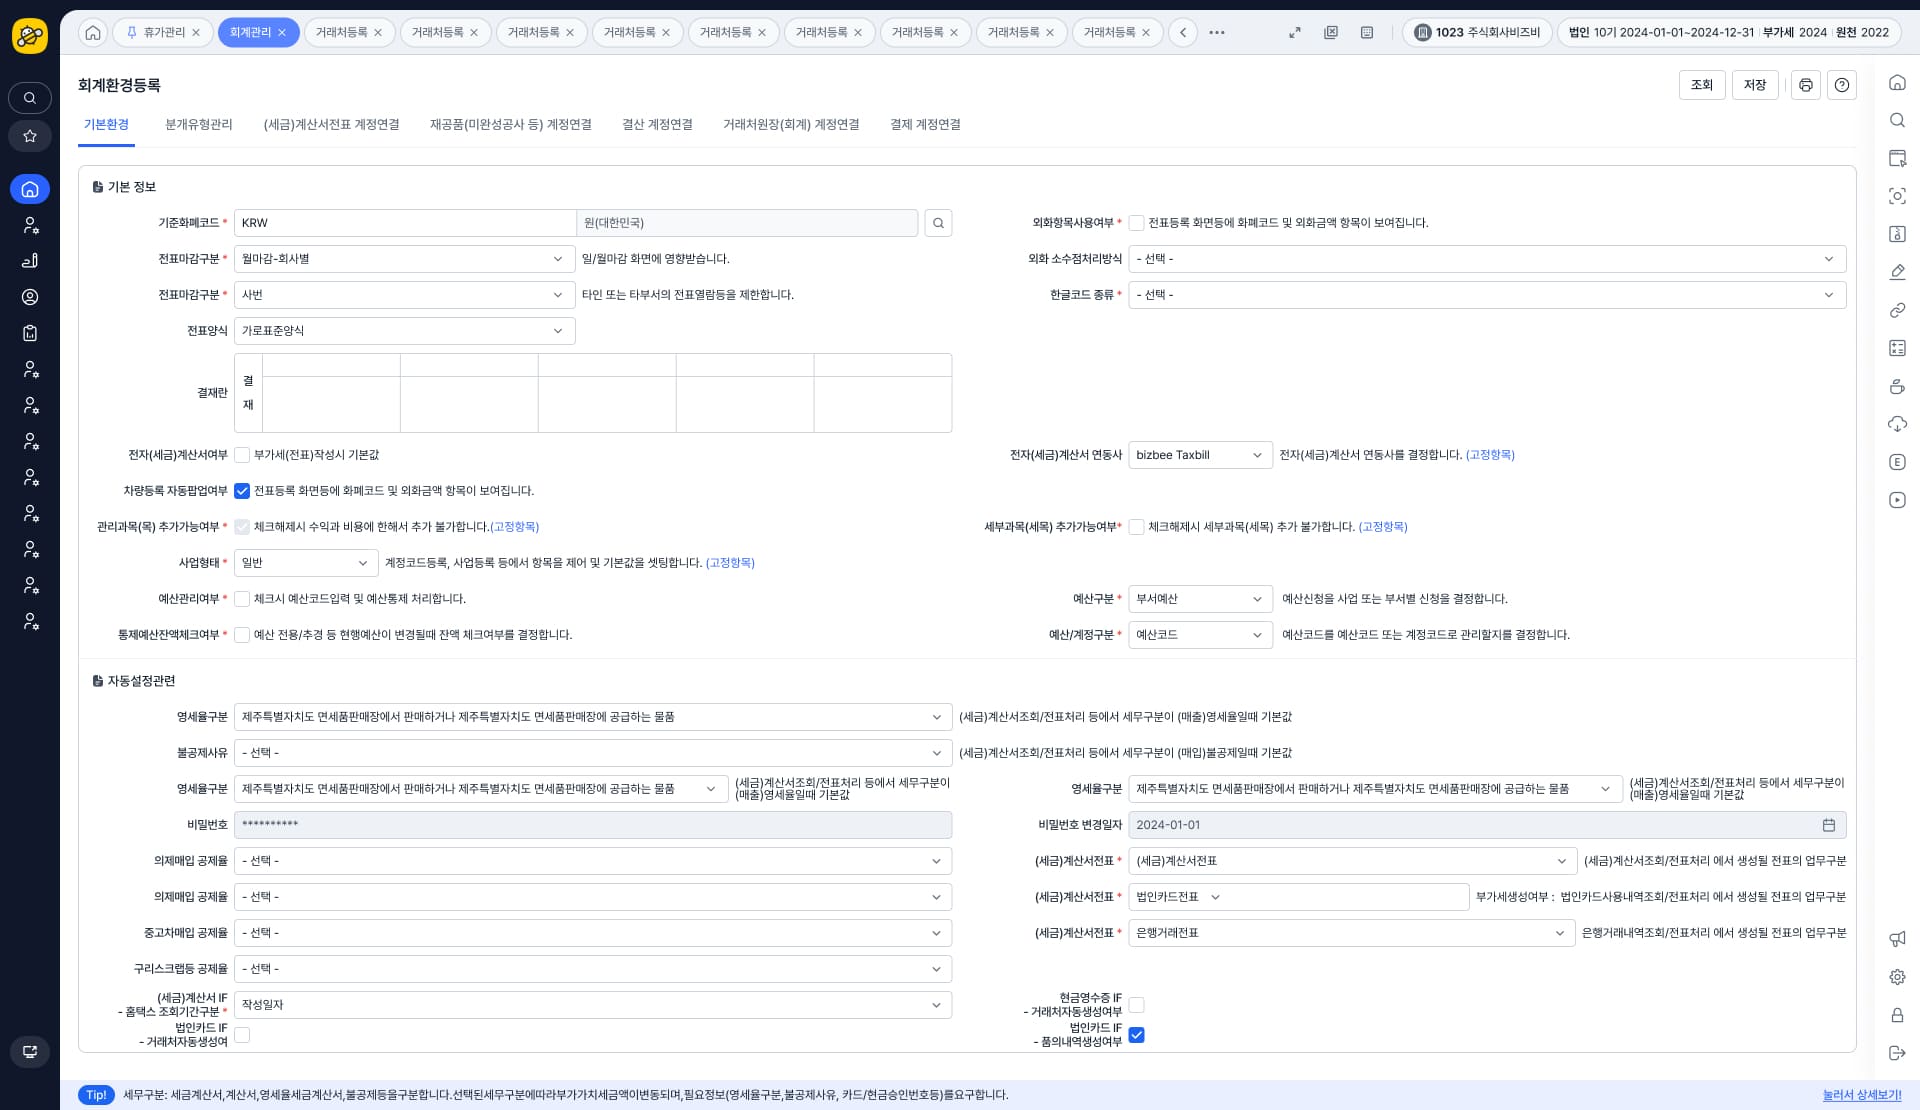 휴가관리
회계관리
거래처등록
거래처등록
거래처등록
거래처등록
거래처등록
거래처등록
거래처등록
거래처등록
거래처등록
1023 주식회사비즈비
법인 10기 2024-01-01~2024-12-31 부가세 2024 원천 2022
회계환경등록
조회
저장
기본환경
분개유형관리
(세금)계산서전표 계정연결
재공품(미완성공사 등) 계정연결
결산 계정연결
거래처원장(회계) 계정연결
결제 계정연결
기본 정보
기준화폐코드 * KRW 원(대한민국)
외화항목사용여부 * 전표등록 화면등에 화폐코드 및 외화금액 항목이 보여집니다.
전표마감구분 * 월마감-회사별 일/월마감 화면에 영향받습니다.
외화 소수점처리방식 - 선택 -
전표마감구분 * 사번 타인 또는 타부서의 전표열람등을 제한합니다.
한글코드 종류 * - 선택 -
전표양식 가로표준양식
결재란 결
재
전자(세금)계산서여부 부가세(전표)작성시 기본값
전자(세금)계산서 연동사 bizbee Taxbill 전자(세금)계산서 연동사를 결정합니다. (고정항목)
차량등록 자동팝업여부 전표등록 화면등에 화폐코드 및 외화금액 항목이 보여집니다.
관리과목(목) 추가가능여부 * 체크해제시 수익과 비용에 한해서 추가 불가합니다.(고정항목)
세부과목(세목) 추가가능여부* 체크해제시 세부과목(세목) 추가 불가합니다. (고정항목)
사업형태 * 일반 계정코드등록, 사업등록 등에서 항목을 제어 및 기본값을 셋팅합니다. (고정항목)
예산관리여부 * 체크시 예산코드입력 및 예산통제 처리합니다.
예산구분 * 부서예산 예산신청을 사업 또는 부서별 신청을 결정합니다.
통제예산잔액체크여부 * 예산 전용/추경 등 현행예산이 변경될때 잔액 체크여부를 결정합니다.
예산/계정구분 * 예산코드 예산코드를 예산코드 또는 계정코드로 관리할지를 결정합니다.
자동설정관련
영세율구분 제주특별자치도 면세품판매장에서 판매하거나 제주특별자치도 면세품판매장에 공급하는 물품 (세금)계산서조회/전표처리 등에서 세무구분이 (매출)영세율일때 기본값
불공제사유 - 선택 - (세금)계산서조회/전표처리 등에서 세무구분이 (매입)불공제일때 기본값
영세율구분 제주특별자치도 면세품판매장에서 판매하거나 제주특별자치도 면세품판매장에 공급하는 물품 (세금)계산서조회/전표처리 등에서 세무구분이
(매출)영세율일때 기본값
영세율구분 제주특별자치도 면세품판매장에서 판매하거나 제주특별자치도 면세품판매장에 공급하는 물품 (세금)계산서조회/전표처리 등에서 세무구분이
(매출)영세율일때 기본값
비밀번호 **********
비밀번호 변경일자 2024-01-01
의제매입 공제율 - 선택 -
(세금)계산서전표 * (세금)계산서전표 (세금)계산서조회/전표처리 에서 생성될 전표의 업무구분
의제매입 공제율 - 선택 -
(세금)계산서전표 * 법인카드전표 부가세생성여부 : 법인카드사용내역조회/전표처리 에서 생성될 전표의 업무구분
중고차매입 공제율 - 선택 -
(세금)계산서전표 * 은행거래전표 은행거래내역조회/전표처리 에서 생성될 전표의 업무구분
구리스크랩등 공제율 - 선택 -
(세금)계산서 IF
- 홈택스 조회기간구분 * 작성일자
현금영수증 IF
- 거래처자동생성여부
법인카드 IF
- 거래처자동생성여
법인카드 IF
- 품의내역생성여부
Tip! 세무구분: 세금계산서,계산서,영세율세금계산서,불공제등을구분합니다.선택된세무구분에따라부가가치세금액이변동되며,필요정보(영세율구분,불공제사유, 카드/현금승인번호등)를요구합니다.
눌러서 상세보기!